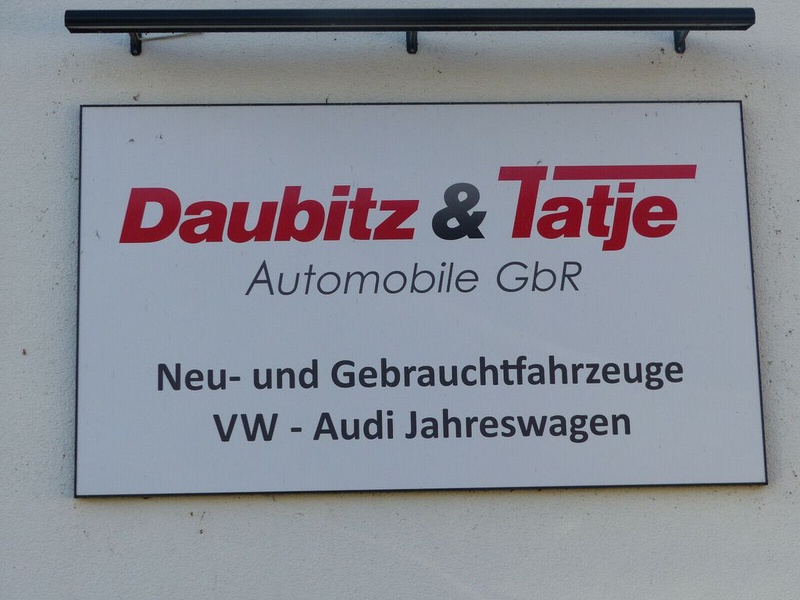 Daubitz & Tatje
Automobile GbR
Neu- und Gebrauchtfahrzeuge
VW - Audi Jahreswagen